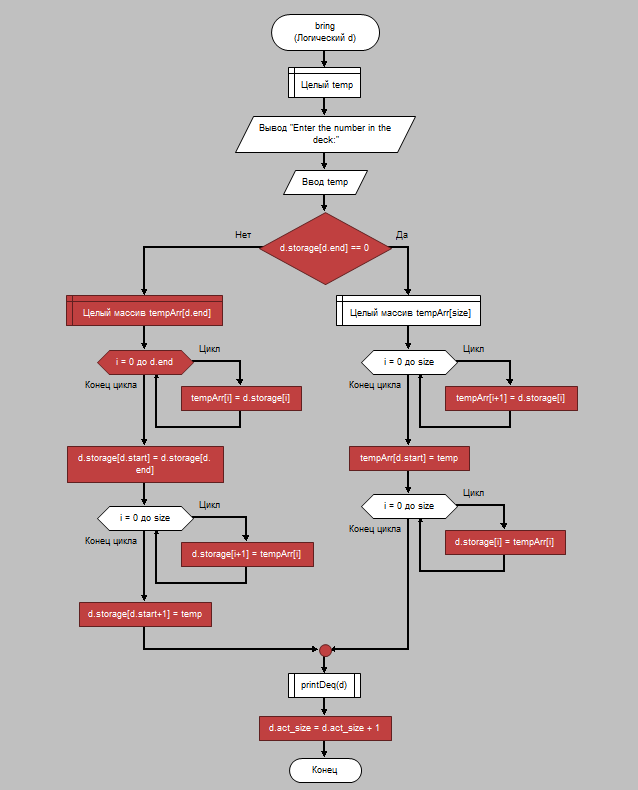 bring
(Логический d)
Целый temp
Вывод "Enter the number in the
deck:"
Ввод temp
Нет
Да
d.storage[d.end] == 0
Целый массив tempArr[d.end]
Целый массив tempArr[size]
Цикл
Цикл
i = 0 до d.end
i = 0 до size
Конец цикла
Конец цикла
tempArr[i] = d.storage[i]
tempArr[i+1] = d.storage[i]
d.storage[d.start] = d.storage[d.
end]
tempArr[d.start] = temp
Цикл
Цикл
i = 0 до size
i = 0 до size
Конец цикла
Конец цикла
d.storage[i+1] = tempArr[i]
d.storage[i] = tempArr[i]
d.storage[d.start+1] = temp
printDeq(d)
d.act_size = d.act_size + 1
Конец